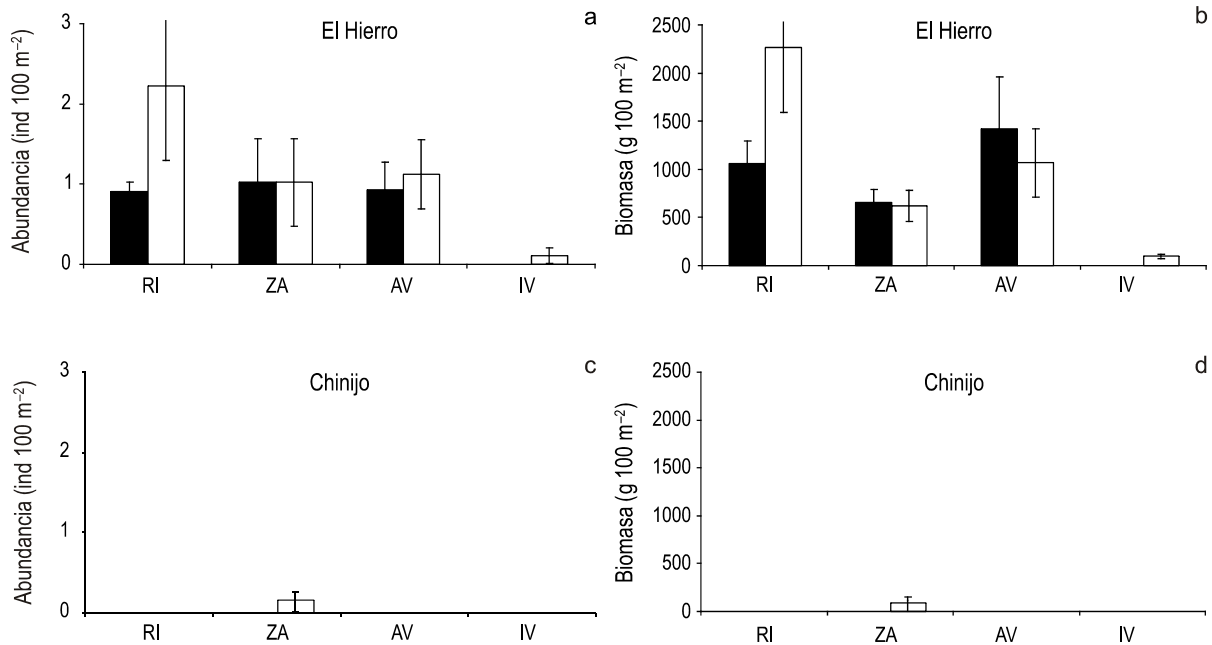 a
El Hierro
Abundancia (ind 100 m⁻²)
3
2
1
0
RI ZA AV IV
b
El Hierro
Biomasa (g 100 m⁻²)
2500
2000
1500
1000
500
0
RI ZA AV IV
c
Chinijo
Abundancia (ind 100 m⁻²)
3
2
1
0
RI ZA AV IV
d
Chinijo
Biomasa (g 100 m⁻²)
2500
2000
1500
1000
500
0
RI ZA AV IV